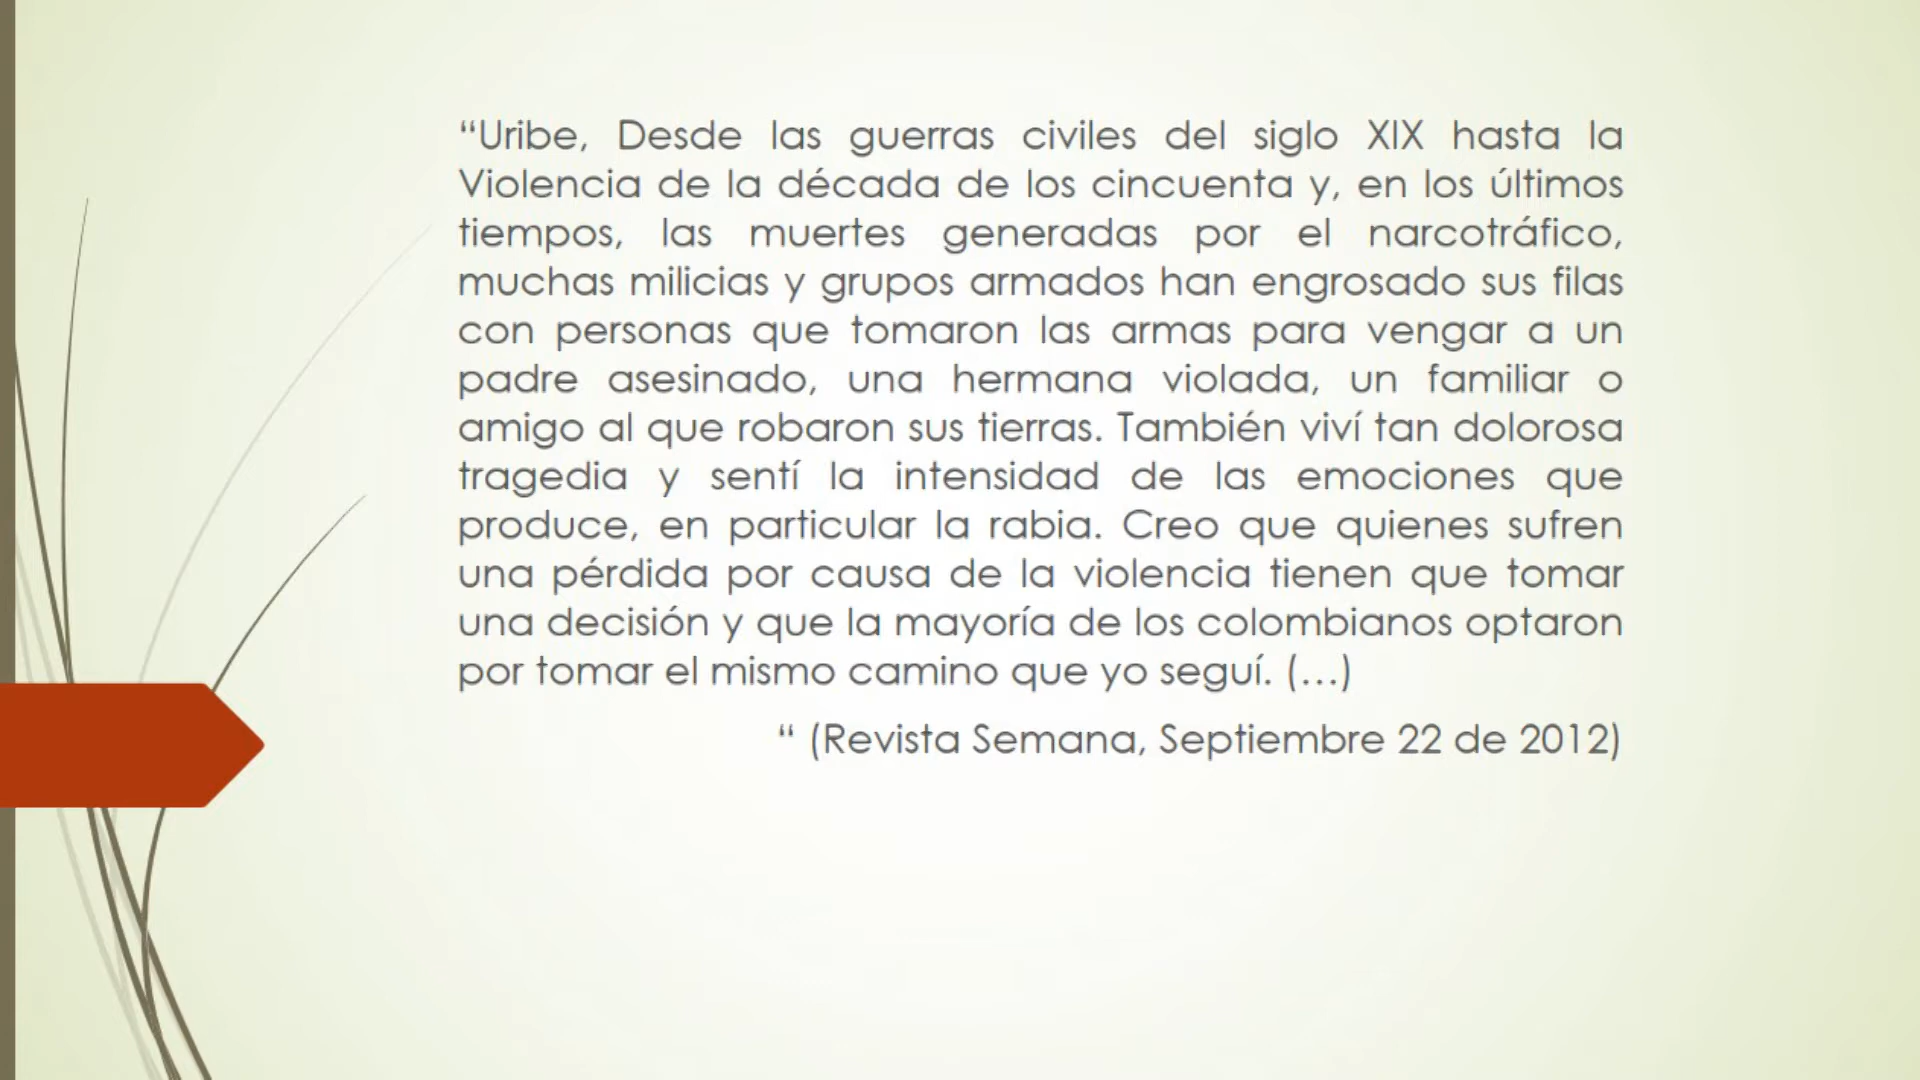 “Uribe, Desde las guerras civiles del siglo XIX hasta la
Violencia de la década de los cincuenta y, en los últimos
tiempos, las muertes generadas por el narcotráfico,
muchas milicias y grupos armados han engrosado sus filas
con personas que tomaron las armas para vengar a un
padre asesinado, una hermana violada, un familiar o
amigo al que robaron sus tierras. También viví tan dolorosa
tragedia y sentí la intensidad de las emociones que
produce, en particular la rabia. Creo que quienes sufren
una pérdida por causa de la violencia tienen que tomar
una decisión y que la mayoría de los colombianos optaron
por tomar el mismo camino que yo seguí. (...)
“ (Revista Semana, Septiembre 22 de 2012)